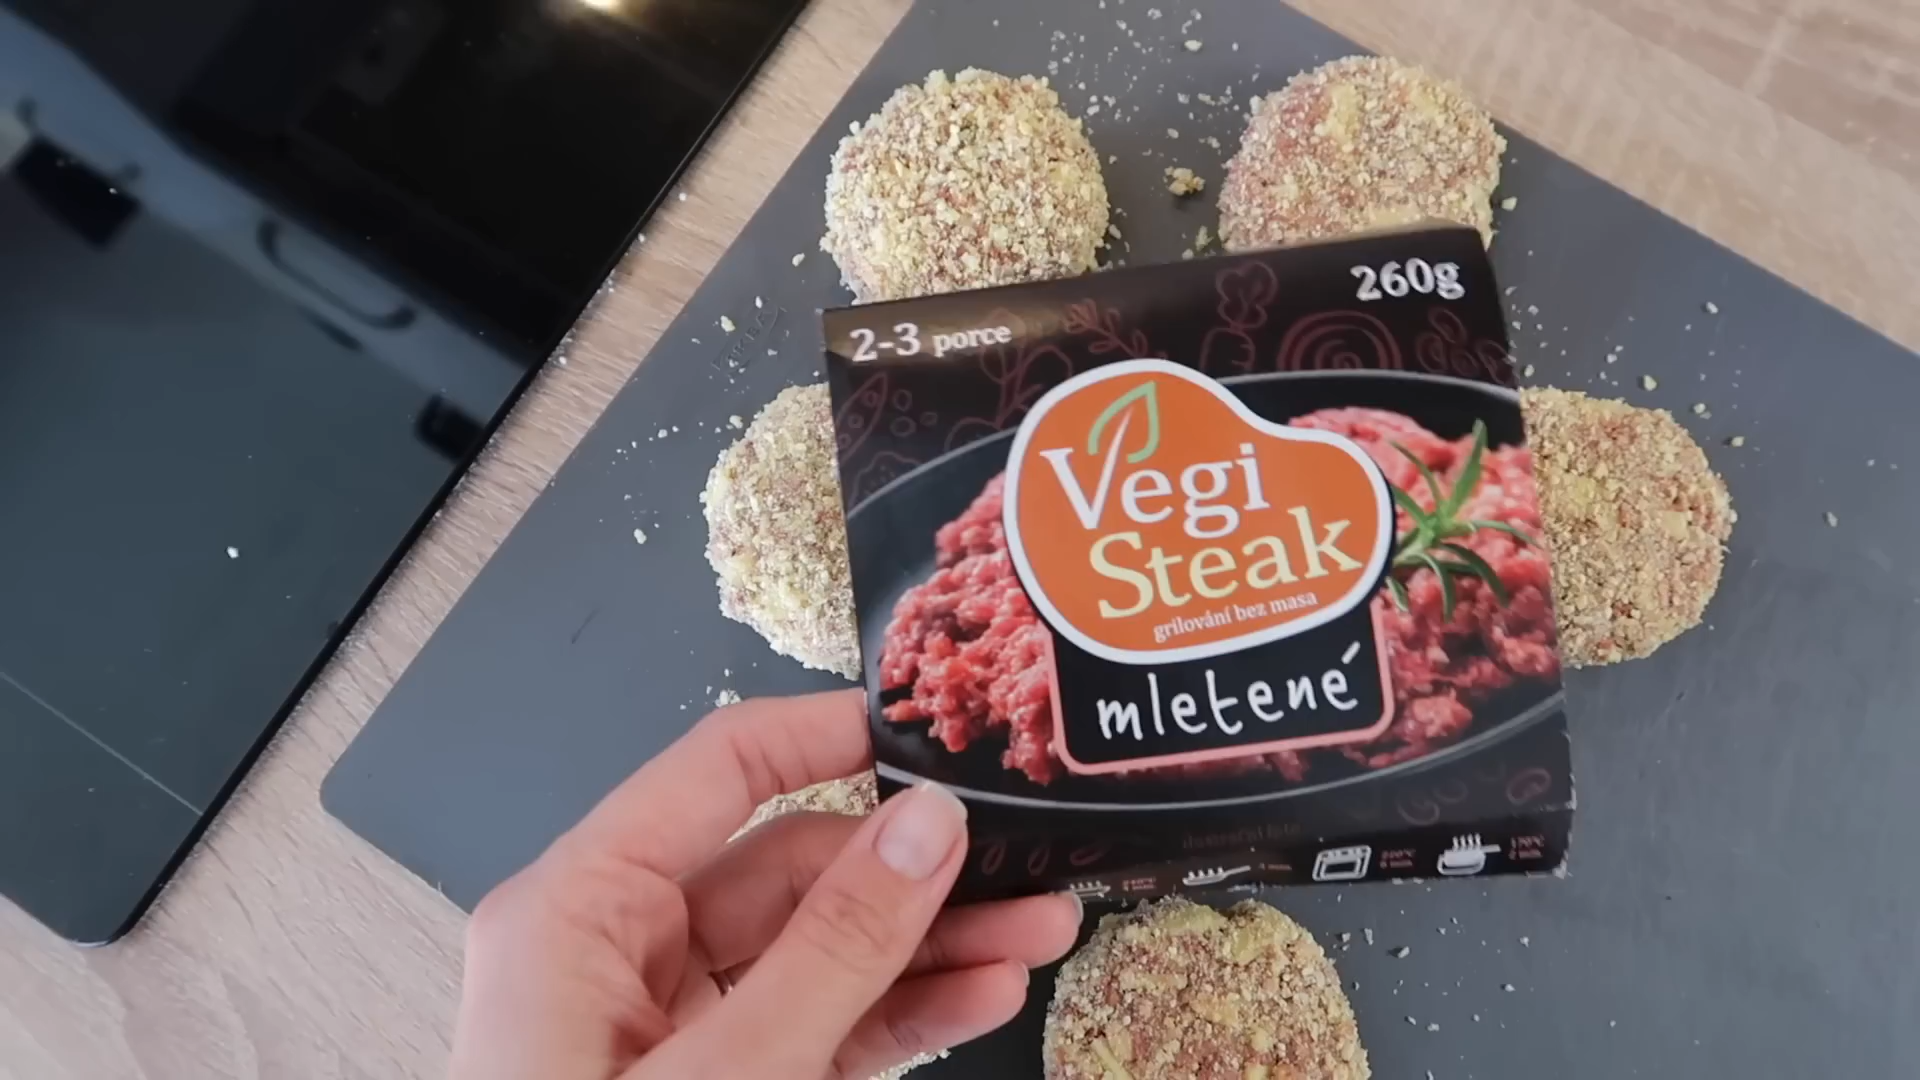 260g
2-3 porce
Vegi
Steak
grilování bez masa
mletené